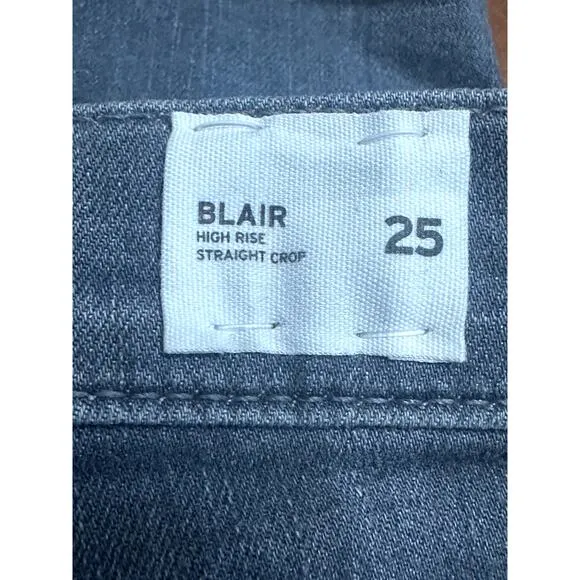 BLAIR
HIGH RISE
STRAIGHT CROP
25